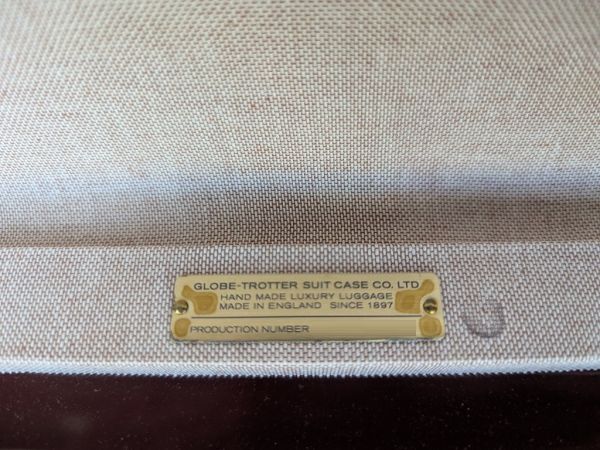 GLOBE-TROTTER SUIT CASE CO. LTD
HAND MADE LUXURY LUGGAGE
MADE IN ENGLAND SINCE 1897
PRODUCTION NUMBER